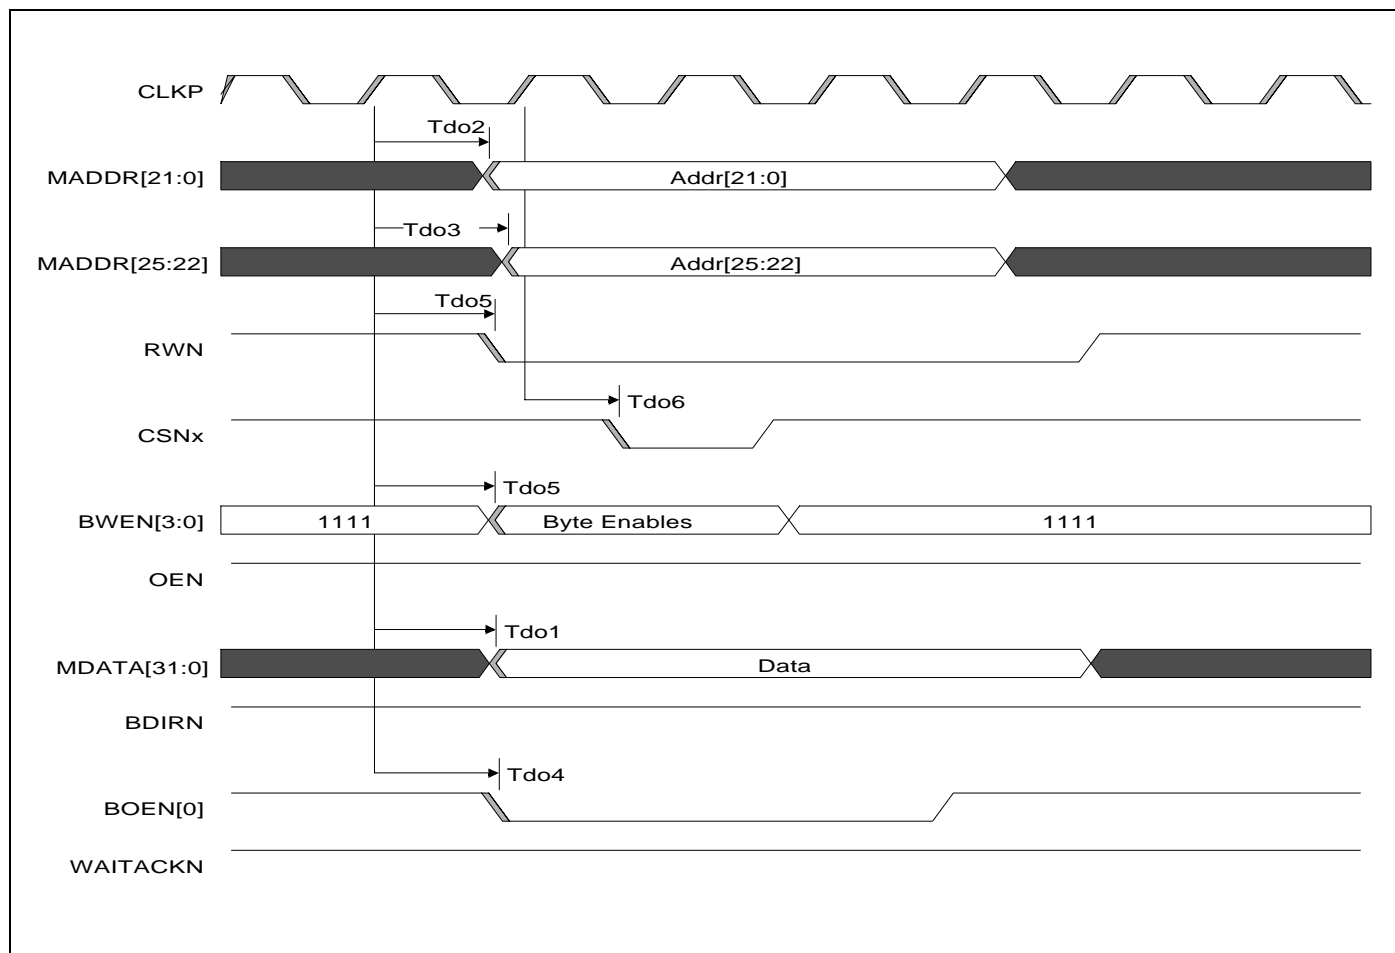 CLKP
Tdo2
MADDR[21:0]
Addr[21:0]
Tdo3
MADDR[25:22]
Addr[25:22]
Tdo5
RWN
Tdo6
CSNx
Tdo5
BWEN[3:0]
1111
Byte Enables
1111
OEN
Tdo1
MDATA[31:0]
Data
BDIRN
Tdo4
BOEN[0]
WAITACKN